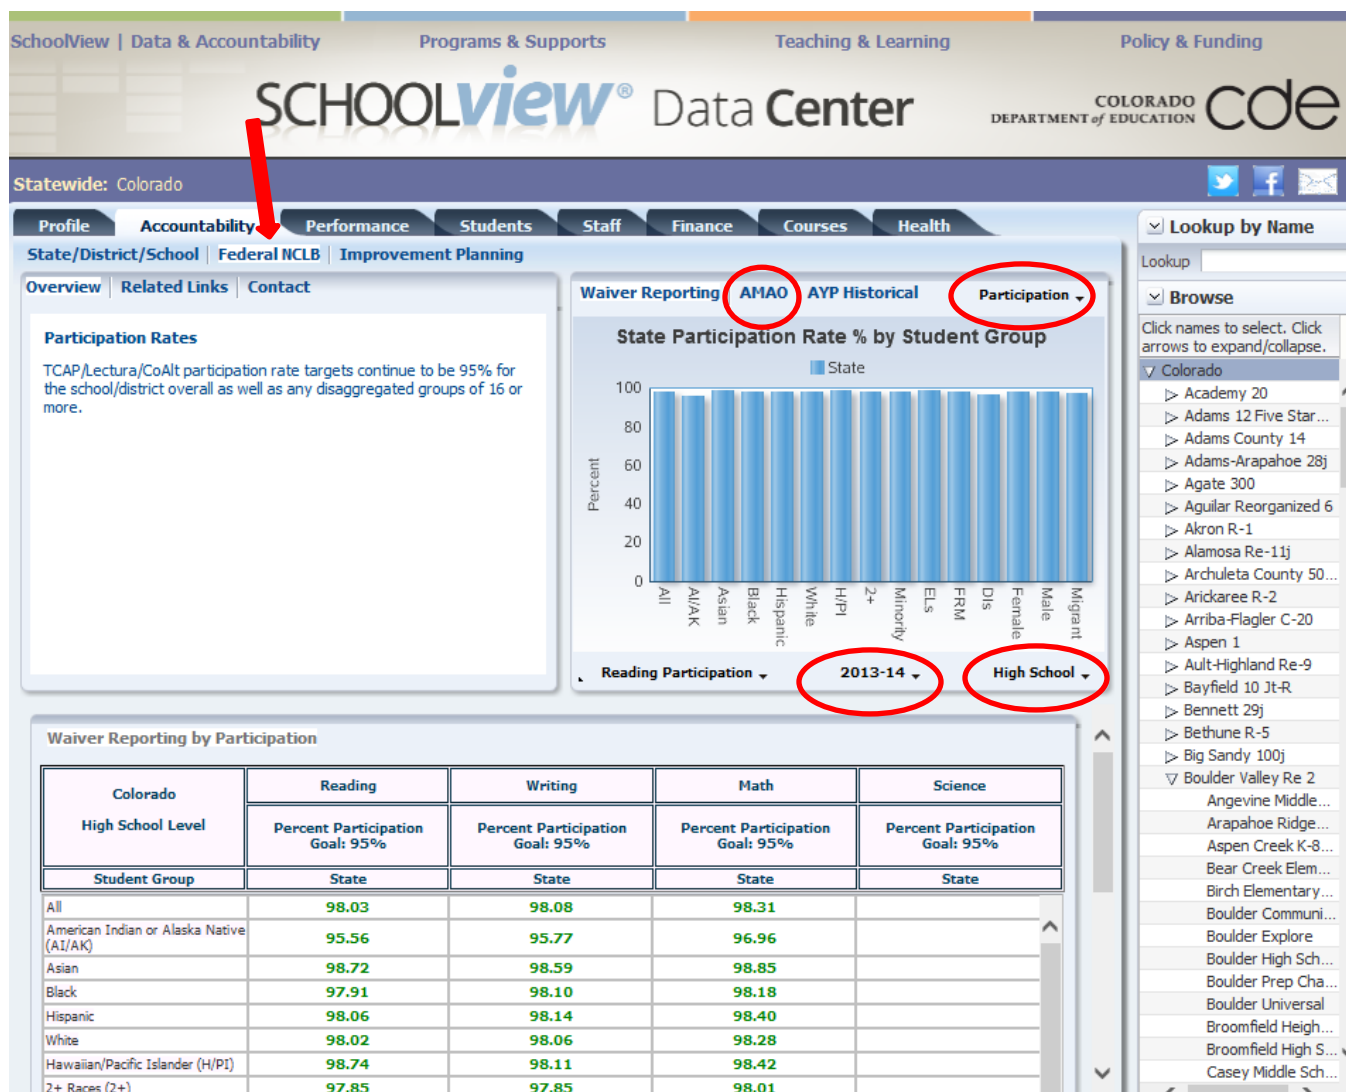 SchoolView | Data & Accountability Programs & Supports Teaching & Learning Policy & Funding
SCHOOLview® Data Center
COLORADO
DEPARTMENT of EDUCATION
cde
Statewide: Colorado
Profile Accountability Performance Students Staff Finance Courses Health
State/District/School | Federal NCLB | Improvement Planning
Overview | Related Links | Contact
Participation Rates
TCAP/Lectura/CoAlt participation rate targets continue to be 95% for
the school/district overall as well as any disaggregated groups of 16 or
more.
Waiver Reporting | AMAO AYP Historical Participation
State Participation Rate % by Student Group
State
Percent
100
80
60
40
20
0
All
AI/AK
Asian
Black
Hispanic
White
H/PI
2+
Minority
ELs
FRM
DIs
Female
Male
Migrant
Reading Participation 2013-14 High School
Waiver Reporting by Participation
Colorado
High School Level
Reading Writing Math Science
Percent Participation
Goal: 95%
Percent Participation
Goal: 95%
Percent Participation
Goal: 95%
Percent Participation
Goal: 95%
Student Group State State State State
All 98.03 98.08 98.31
American Indian or Alaska Native
(AI/AK) 95.56 95.77 96.96
Asian 98.72 98.59 98.85
Black 97.91 98.10 98.18
Hispanic 98.06 98.14 98.40
White 98.02 98.06 98.28
Hawaiian/Pacific Islander (H/PI) 98.74 98.11 98.42
2+ Races (2+) 97.85 97.85 98.01
Lookup by Name
Lookup
Browse
Click names to select. Click
arrows to expand/collapse.
Colorado
Academy 20
Adams 12 Five Star...
Adams County 14
Adams-Arapahoe 28j
Agate 300
Aguilar Reorganized 6
Akron R-1
Alamosa Re-11j
Archuleta County 50...
Arickaree R-2
Arriba-Flagler C-20
Aspen 1
Ault-Highland Re-9
Bayfield 10 Jt-R
Bennett 29j
Bethune R-5
Big Sandy 100j
Boulder Valley Re 2
Angevine Middle...
Arapahoe Ridge...
Aspen Creek K-8...
Bear Creek Elem...
Birch Elementary...
Boulder Communi...
Boulder Explore
Boulder High Sch...
Boulder Prep Cha...
Boulder Universal
Broomfield Heigh...
Broomfield High S...
Casey Middle Sch...